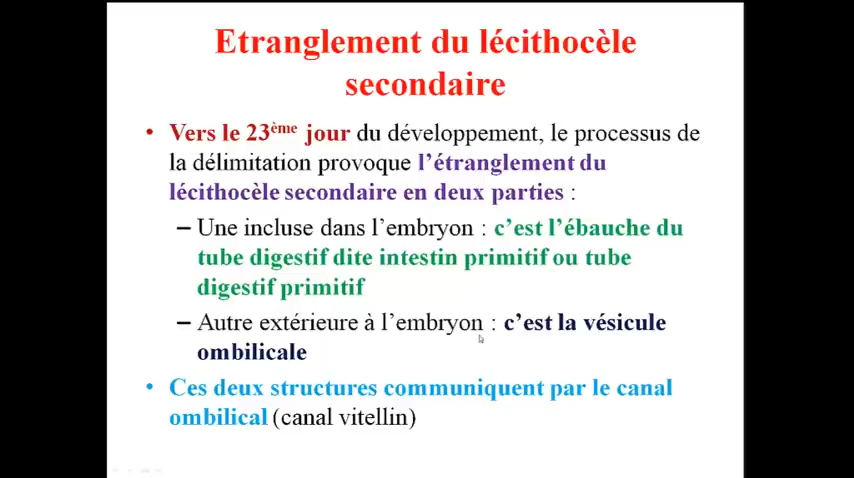 Etranglement du lécithocèle
secondaire
• Vers le 23ème jour du développement, le processus de
la délimitation provoque l’étranglement du
lécithocèle secondaire en deux parties :
– Une incluse dans l’embryon : c’est l’ébauche du
tube digestif dite intestin primitif ou tube
digestif primitif
– Autre extérieure à l’embryon : c’est la vésicule
ombilicale
• Ces deux structures communiquent par le canal
ombilical (canal vitellin)